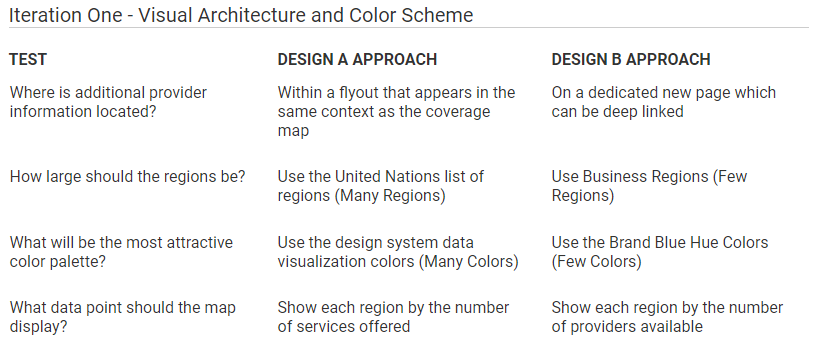 Iteration One - Visual Architecture and Color Scheme
TEST
DESIGN A APPROACH
DESIGN B APPROACH
Where is additional provider
information located?
Within a flyout that appears in the
same context as the coverage
map
On a dedicated new page which
can be deep linked
How large should the regions be?
Use the United Nations list of
regions (Many Regions)
Use Business Regions (Few
Regions)
What will be the most attractive
color palette?
Use the design system data
visualization colors (Many Colors)
Use the Brand Blue Hue Colors
(Few Colors)
What data point should the map
display?
Show each region by the number
of services offered
Show each region by the number
of providers available